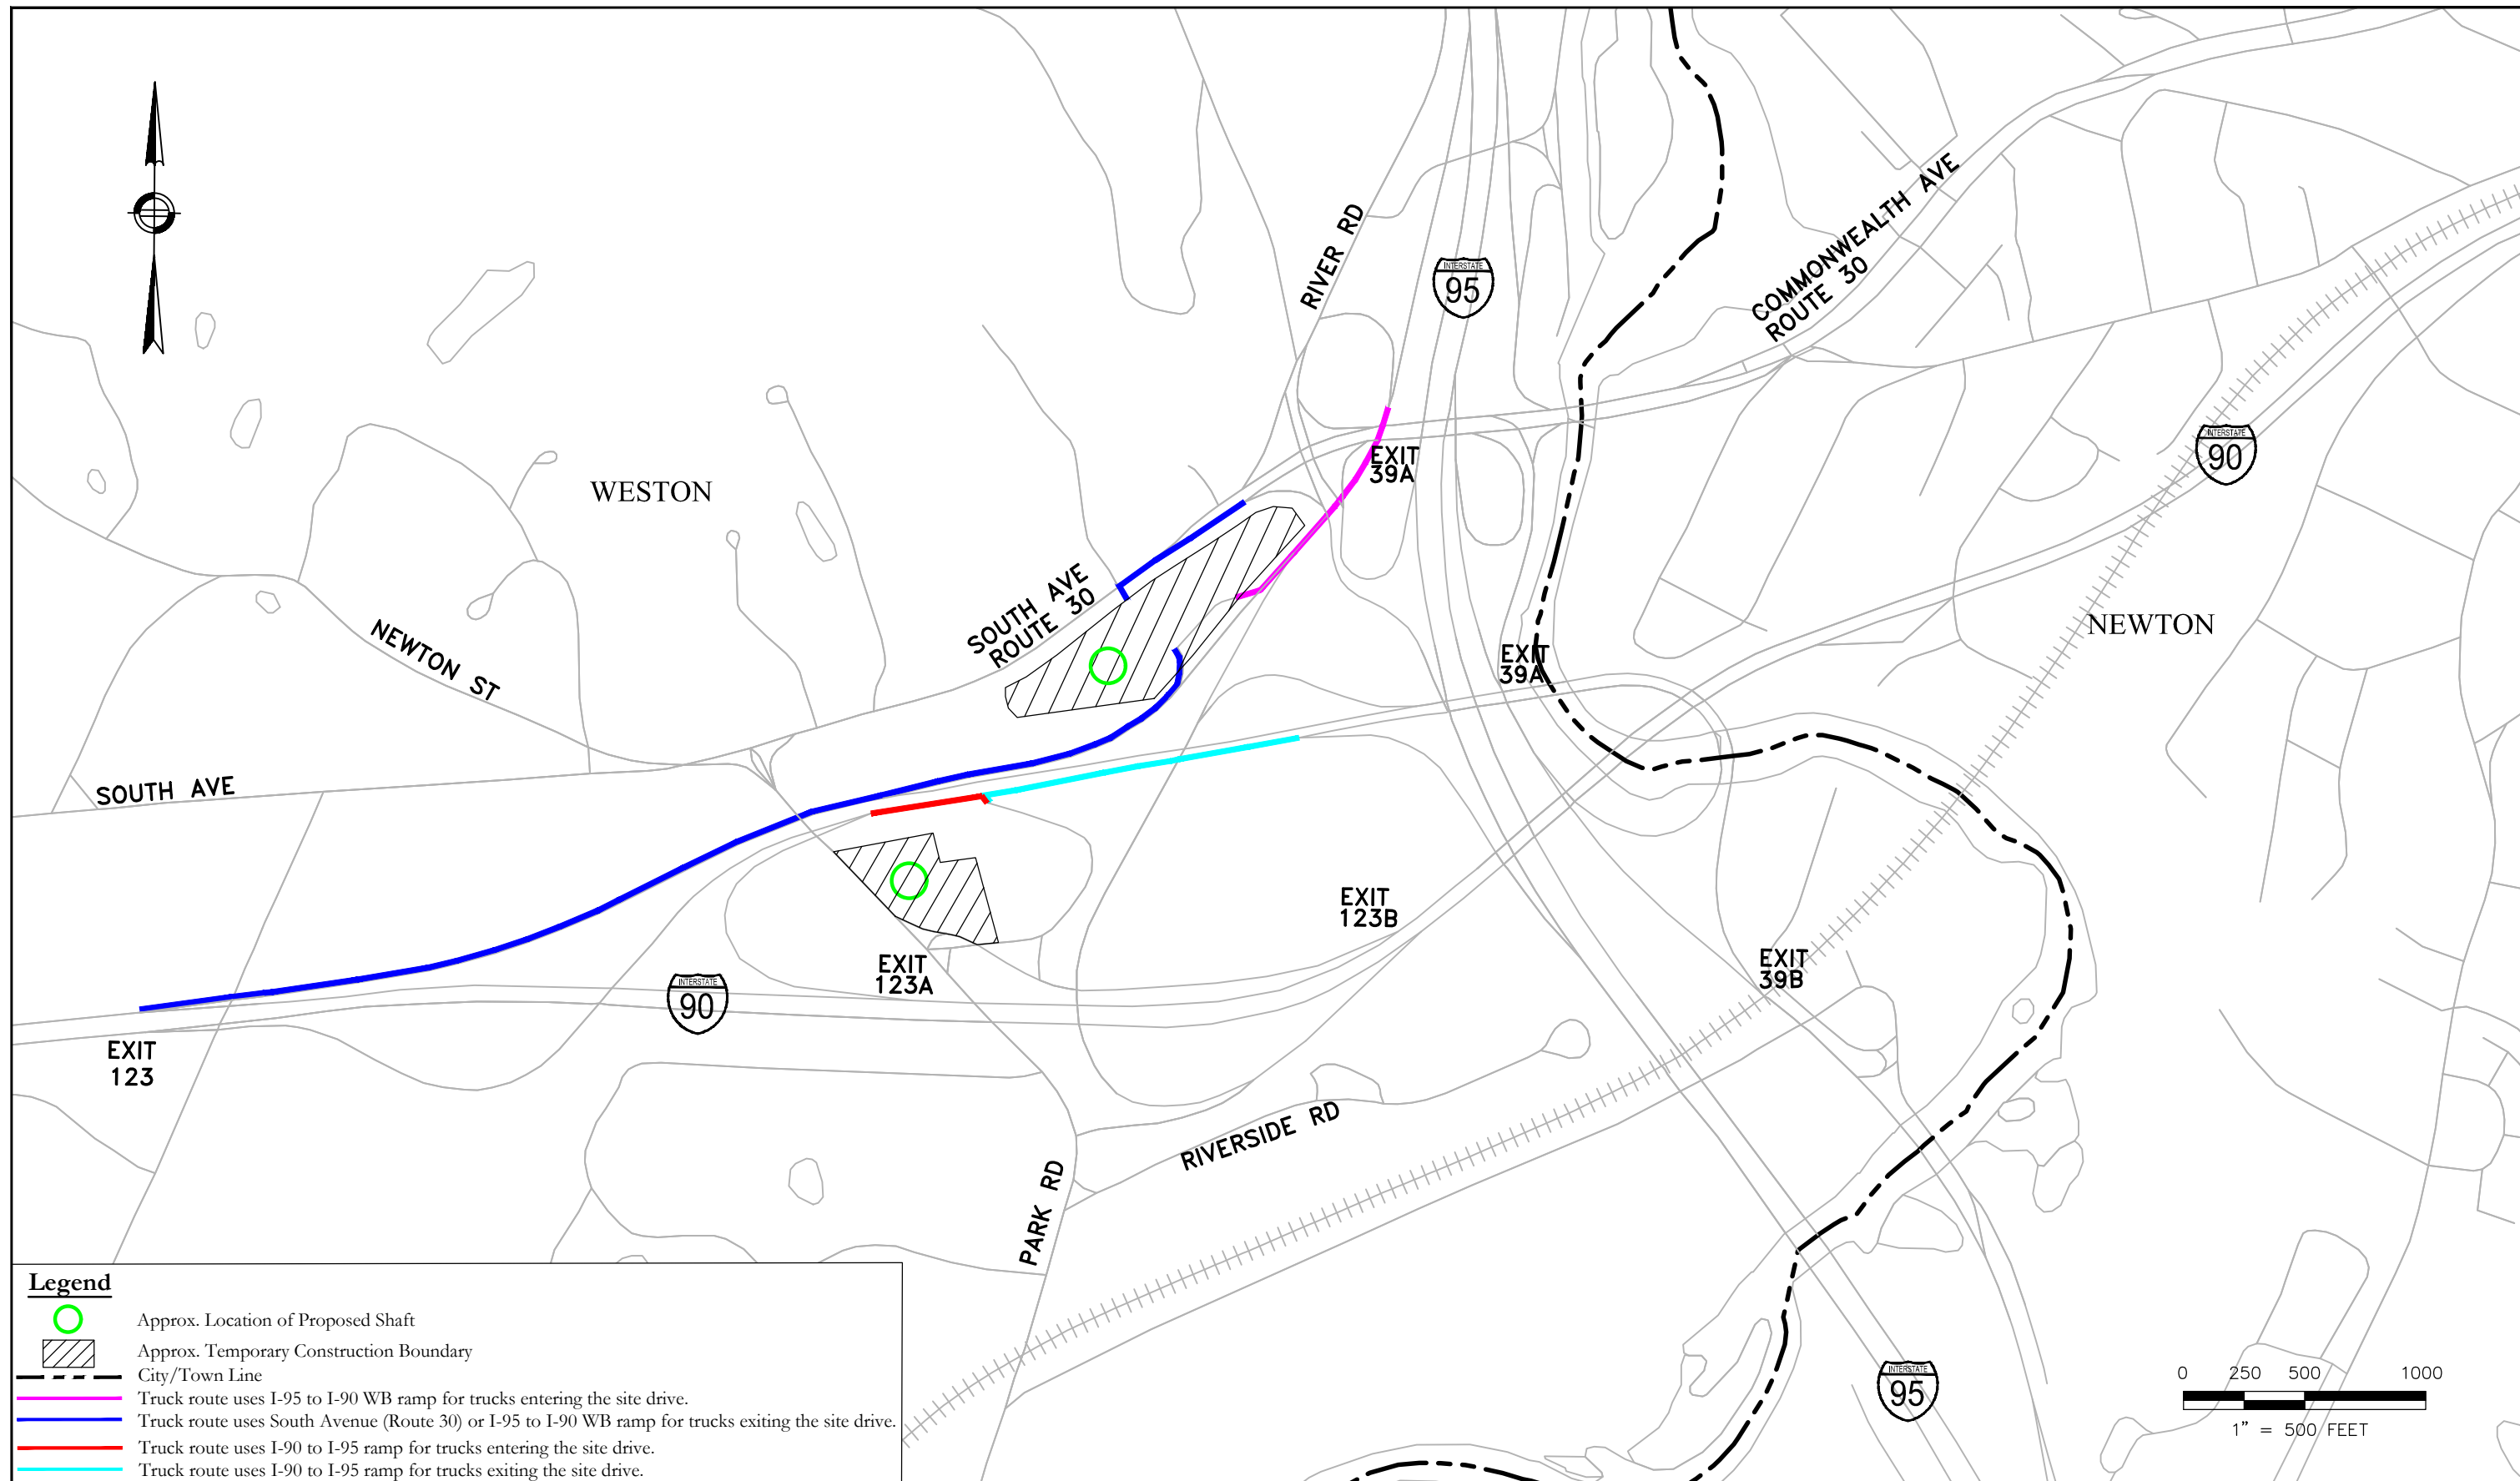 RIVER RD
INTERSTATE
95
COMMONWEALTH AVE
ROUTE 30
EXIT
39A
INTERSTATE
90
WESTON
SOUTH AVE
ROUTE 30
NEWTON ST
NEWTON
EXIT
39A
SOUTH AVE
EXIT
123B
EXIT
123A
EXIT
39B
INTERSTATE
90
EXIT
123
RIVERSIDE RD
PARK RD
Legend
Approx. Location of Proposed Shaft
Approx. Temporary Construction Boundary
City/Town Line
Truck route uses I-95 to I-90 WB ramp for trucks entering the site drive.
Truck route uses South Avenue (Route 30) or I-95 to I-90 WB ramp for trucks exiting the site drive.
Truck route uses I-90 to I-95 ramp for trucks entering the site drive.
Truck route uses I-90 to I-95 ramp for trucks exiting the site drive.
INTERSTATE
95
0 250 500 1000
1" = 500 FEET